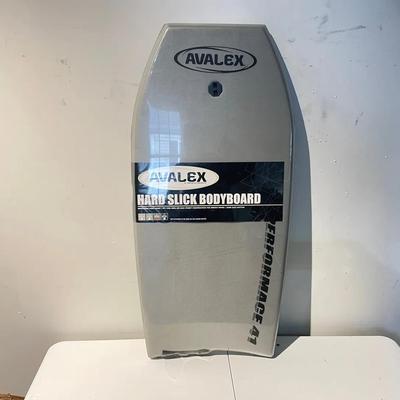 AVALEX
AVALEX
HARD SLICK BODYBOARD
PERFORMACE 41